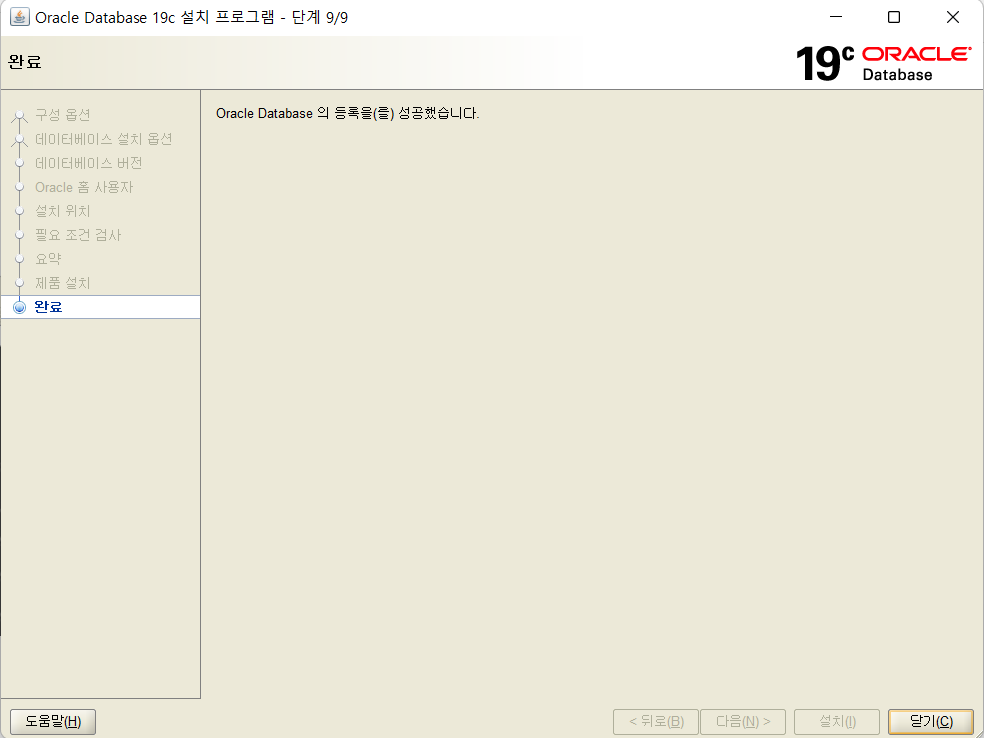 Oracle Database 19c 설치 프로그램 - 단계 9/9
완료
19c ORACLE
Database
구성 옵션
데이터베이스 설치 옵션
데이터베이스 버전
Oracle 홈 사용자
설치 위치
필요 조건 검사
요약
제품 설치
완료
Oracle Database 의 등록을(를) 성공했습니다.
도움말(H)
< 뒤로(B)
다음(N) >
설치(I)
닫기(C)